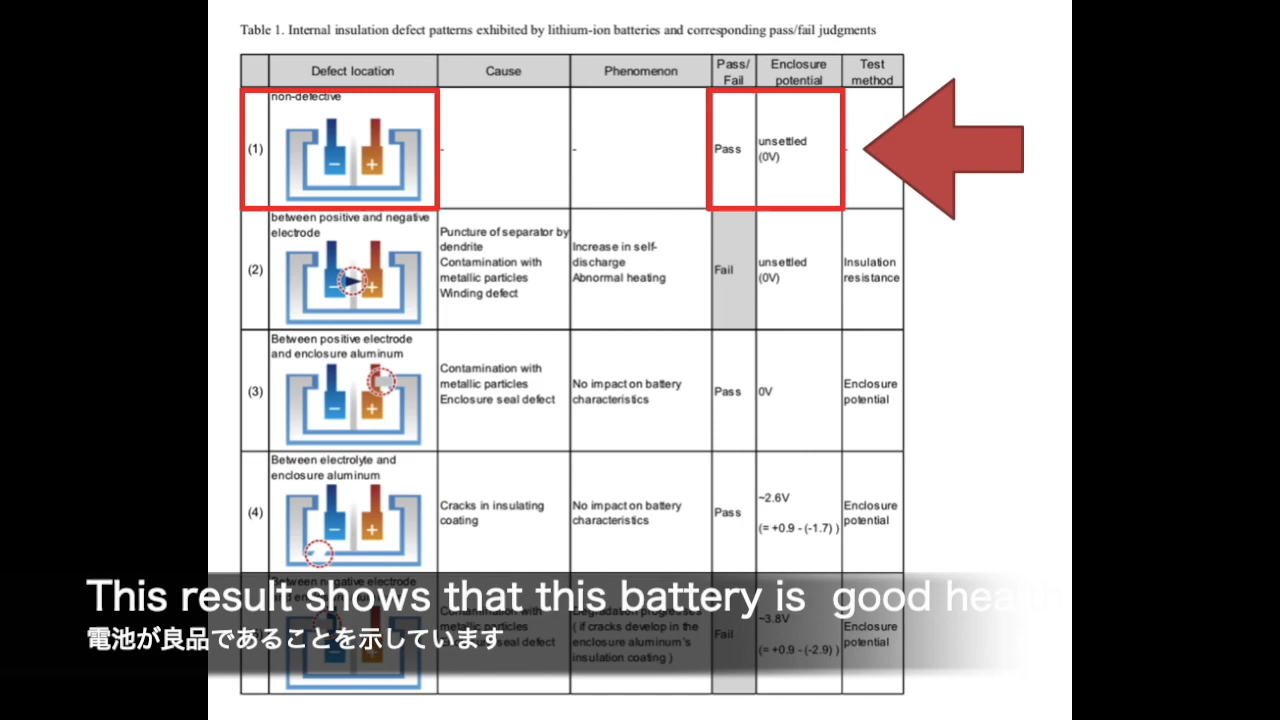 Table 1. Internal insulation defect patterns exhibited by lithium-ion batteries and corresponding pass/fail judgments
Defect location
Cause
Phenomenon
Pass/
Fail
Enclosure
potential
Test
method
(1)
non-defective
-
-
Pass
unsettled
(0V)
-
(2)
between positive and negative
electrode
Puncture of separator by
dendrite
Contamination with
metallic particles
Winding defect
Increase in self-
discharge
Abnormal heating
Fail
unsettled
(0V)
Insulation
resistance
(3)
Between positive electrode
and enclosure aluminum
Contamination with
metallic particles
Enclosure seal defect
No impact on battery
characteristics
Pass
0V
Enclosure
potential
(4)
Between electrolyte and
enclosure aluminum
Cracks in insulating
coating
No impact on battery
characteristics
Pass
~2.6V
(= +0.9 - (-1.7) )
Enclosure
potential
Between negative electrode
Contamination with
metallic particles
seal defect
( if cracks develop in the
enclosure aluminum's
insulation coating )
Fail
~3.8V
(= +0.9 - (-2.9) )
Enclosure
potential
This result shows that this battery is good health
電池が良品であることを示しています